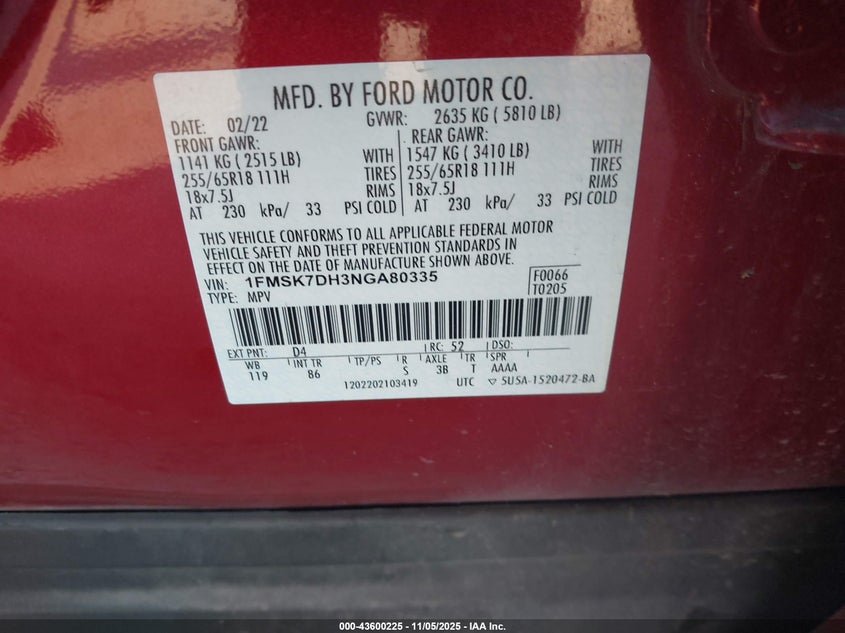 MFD. BY FORD MOTOR CO.
DATE: 02/22 GVWR: 2635 KG ( 5810 LB)
FRONT GAWR: REAR GAWR:
1141 KG ( 2515 LB) WITH 1547 KG ( 3410 LB) WITH
255/65R18 111H TIRES 255/65R18 111H TIRES
18x7.5J RIMS 18x7.5J RIMS
AT 230 kPa/ 33 PSI COLD AT 230 kPa/ 33 PSI COLD
THIS VEHICLE CONFORMS TO ALL APPLICABLE FEDERAL MOTOR
VEHICLE SAFETY AND THEFT PREVENTION STANDARDS IN
EFFECT ON THE DATE OF MANUFACTURE SHOWN ABOVE.
VIN: 1FMSK7DH3NGA80335 F0066
TYPE: MPV T0205
EXT PNT: D4 RC: 52 DSO:
WB INT TR TP/PS R AXLE TR SPR
119 86 S 3B T AAAA
1202202103419 UTC ▽ 5USA-1520472-BA
000-43600225 - 11/05/2025 - IAA Inc.